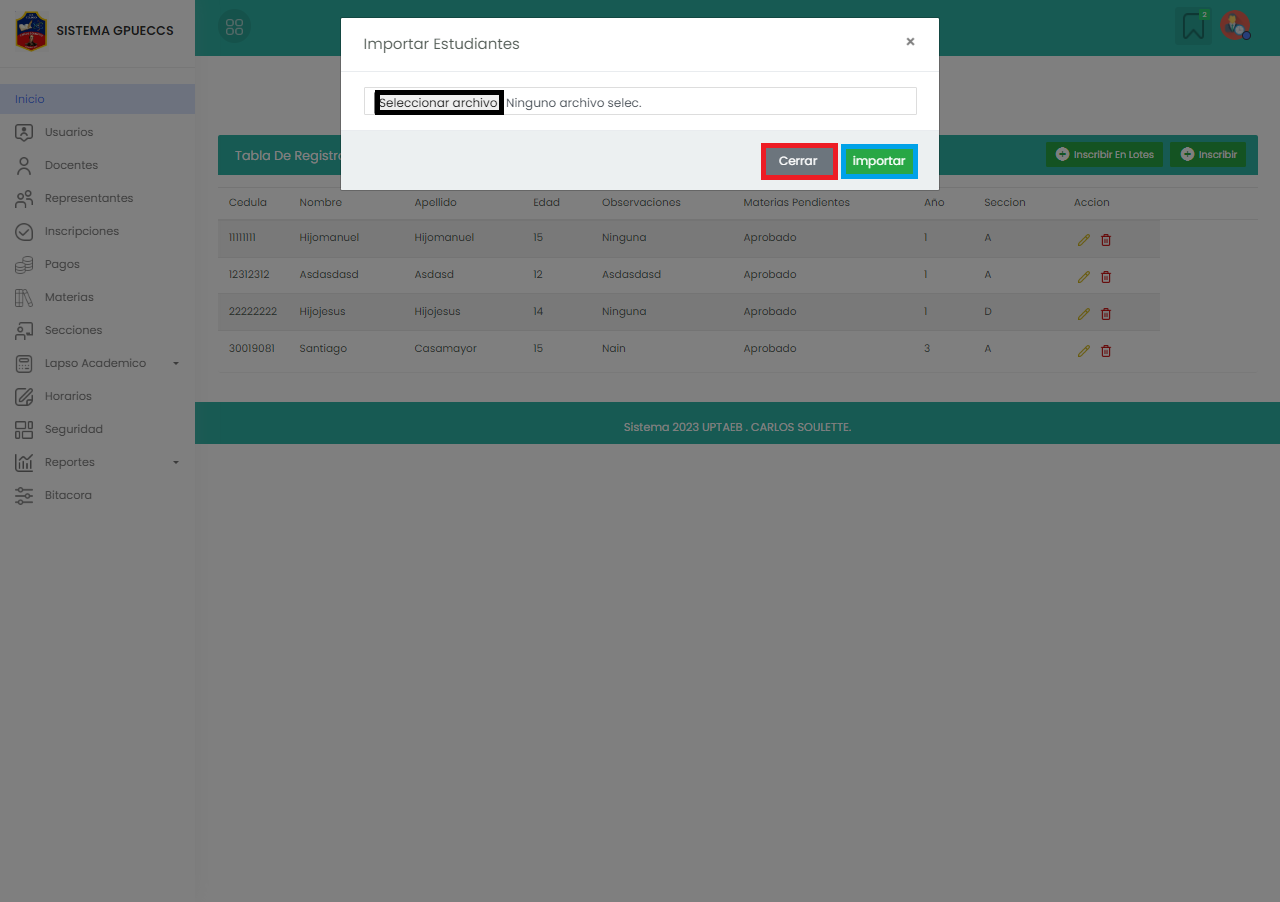 SISTEMA GPUECCS
2
Importar Estudiantes ×
Seleccionar archivo Ninguno archivo selec.
Cerrar importar
Inicio
Usuarios
Docentes
Representantes
Inscripciones
Pagos
Materias
Secciones
Lapso Academico
Horarios
Seguridad
Reportes
Bitacora
Tabla De Registro
Inscribir En Lotes Inscribir
Cedula Nombre Apellido Edad Observaciones Materias Pendientes Año Seccion Accion
11111111 Hijomanuel Hijomanuel 15 Ninguna Aprobado 1 A
12312312 Asdasdasd Asdasd 12 Asdasdasd Aprobado 1 A
22222222 Hijojesus Hijojesus 14 Ninguna Aprobado 1 D
30019081 Santiago Casamayor 15 Nain Aprobado 3 A
Sistema 2023 UPTAEB . CARLOS SOULETTE.